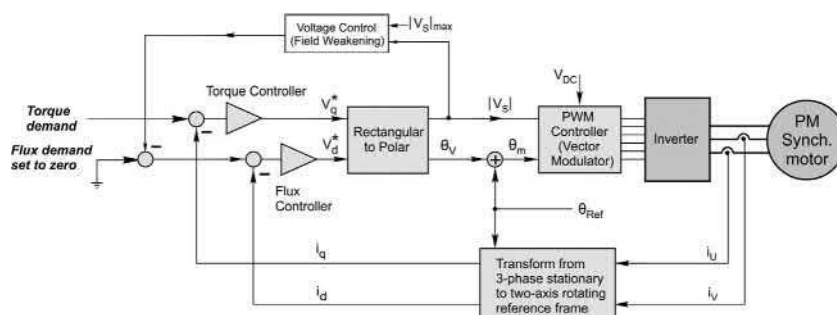 Voltage Control
(Field Weakening)
|V_S|max
Torque Controller
V_DC
Torque
demand
V*_q
|V_S|
PWM
Controller
(Vector
Modulator)
Inverter
PM
Synch.
motor
Rectangular
to Polar
Flux demand
set to zero
V*_d
θ_V
θ_m
Flux
Controller
θ_Ref
i_q
i_d
Transform from
3-phase stationary
to two-axis rotating
reference frame
i_U
i_V